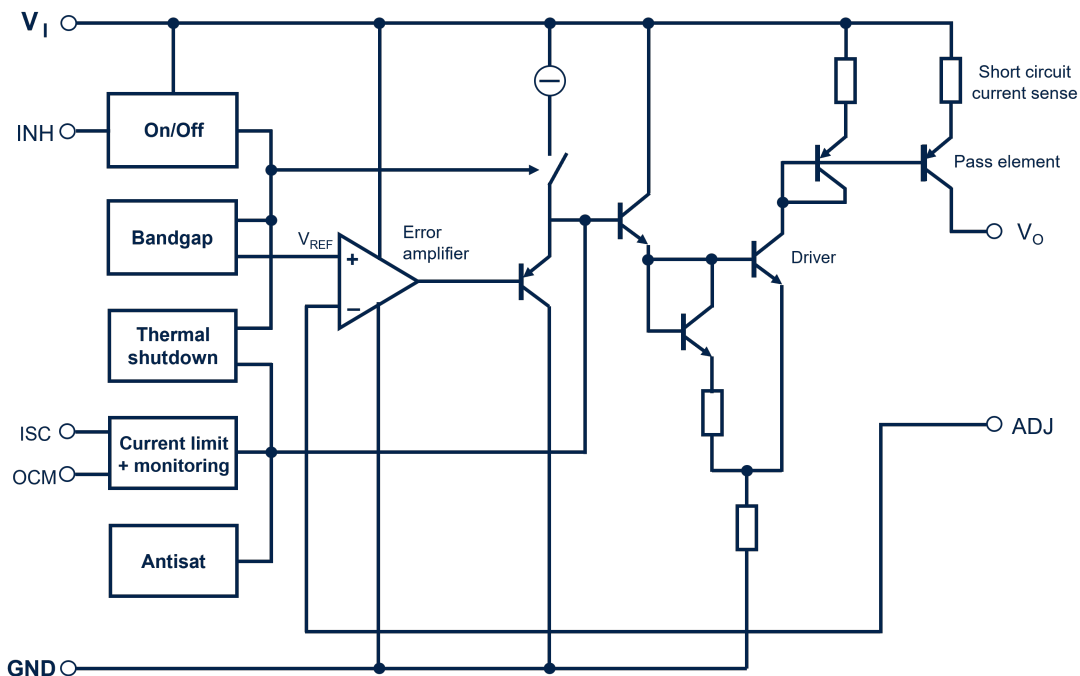 VI
Short circuit
current sense
INH
On/Off
Pass element
Bandgap
VREF
Error
amplifier
+
−
VO
Driver
Thermal
shutdown
ISC
Current limit
+ monitoring
OCM
ADJ
Antisat
GND